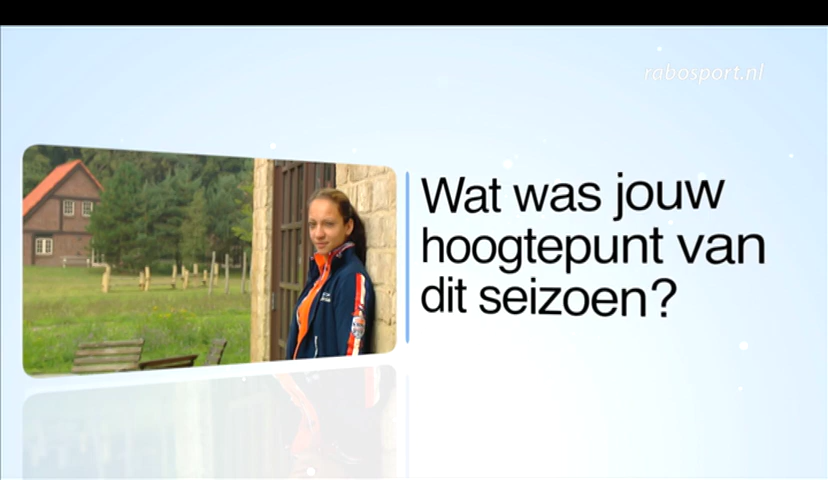 rabosport.nl
Wat was jouw
hoogtepunt van
dit seizoen?